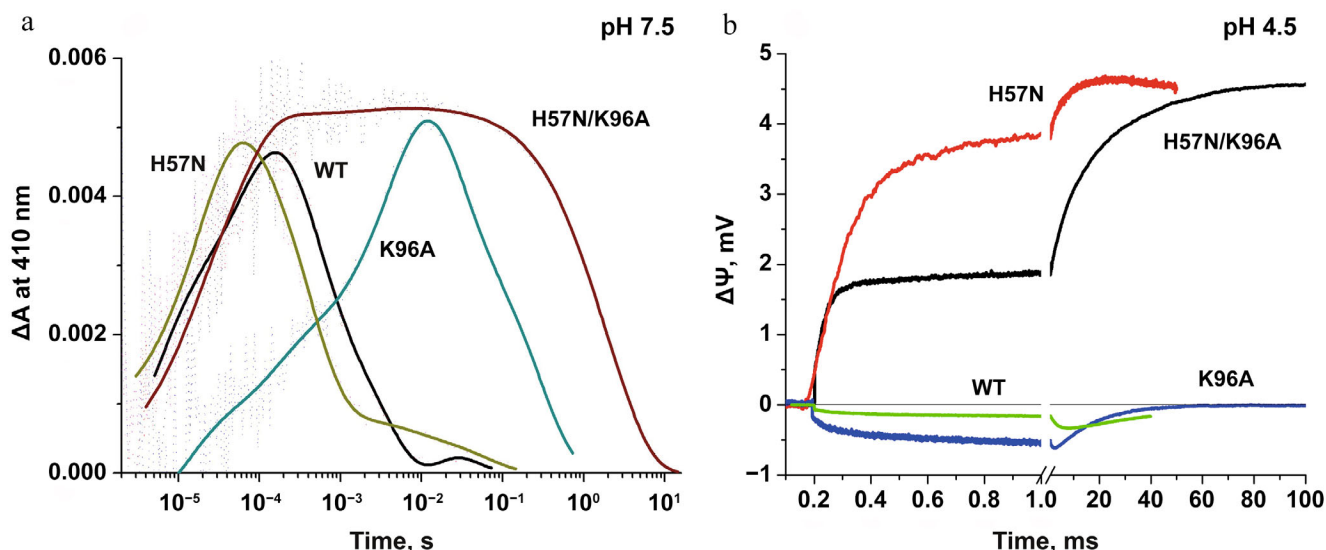 a
pH 7.5
0.006
0.004
0.002
0.000
ΔA at 410 nm
H57N
WT
K96A
H57N/K96A
10⁻⁵ 10⁻⁴ 10⁻³ 10⁻² 10⁻¹ 10⁰ 10¹
Time, s
b
pH 4.5
5
4
3
2
1
0
−1
ΔΨ, mV
H57N
H57N/K96A
WT
K96A
0.2 0.4 0.6 0.8 1.0 20 40 60 80 100
Time, ms